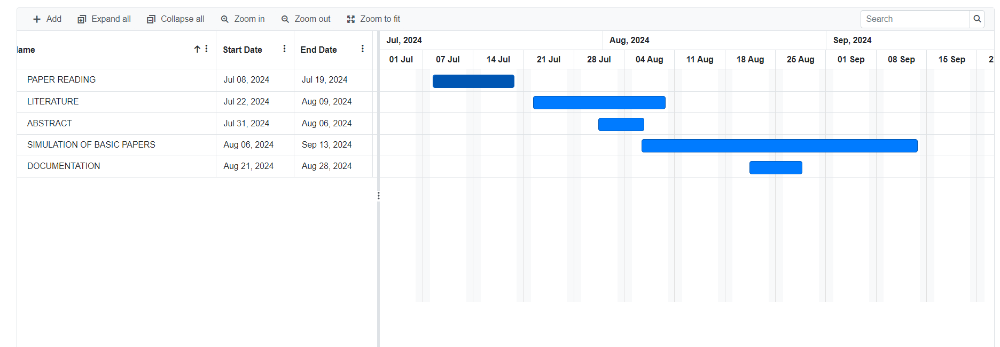 Add Expand all Collapse all Zoom in Zoom out Zoom to fit Search
ame Start Date End Date
Jul, 2024 Aug, 2024 Sep, 2024
01 Jul 07 Jul 14 Jul 21 Jul 28 Jul 04 Aug 11 Aug 18 Aug 25 Aug 01 Sep 08 Sep 15 Sep
PAPER READING Jul 08, 2024 Jul 19, 2024
LITERATURE Jul 22, 2024 Aug 09, 2024
ABSTRACT Jul 31, 2024 Aug 06, 2024
SIMULATION OF BASIC PAPERS Aug 06, 2024 Sep 13, 2024
DOCUMENTATION Aug 21, 2024 Aug 28, 2024